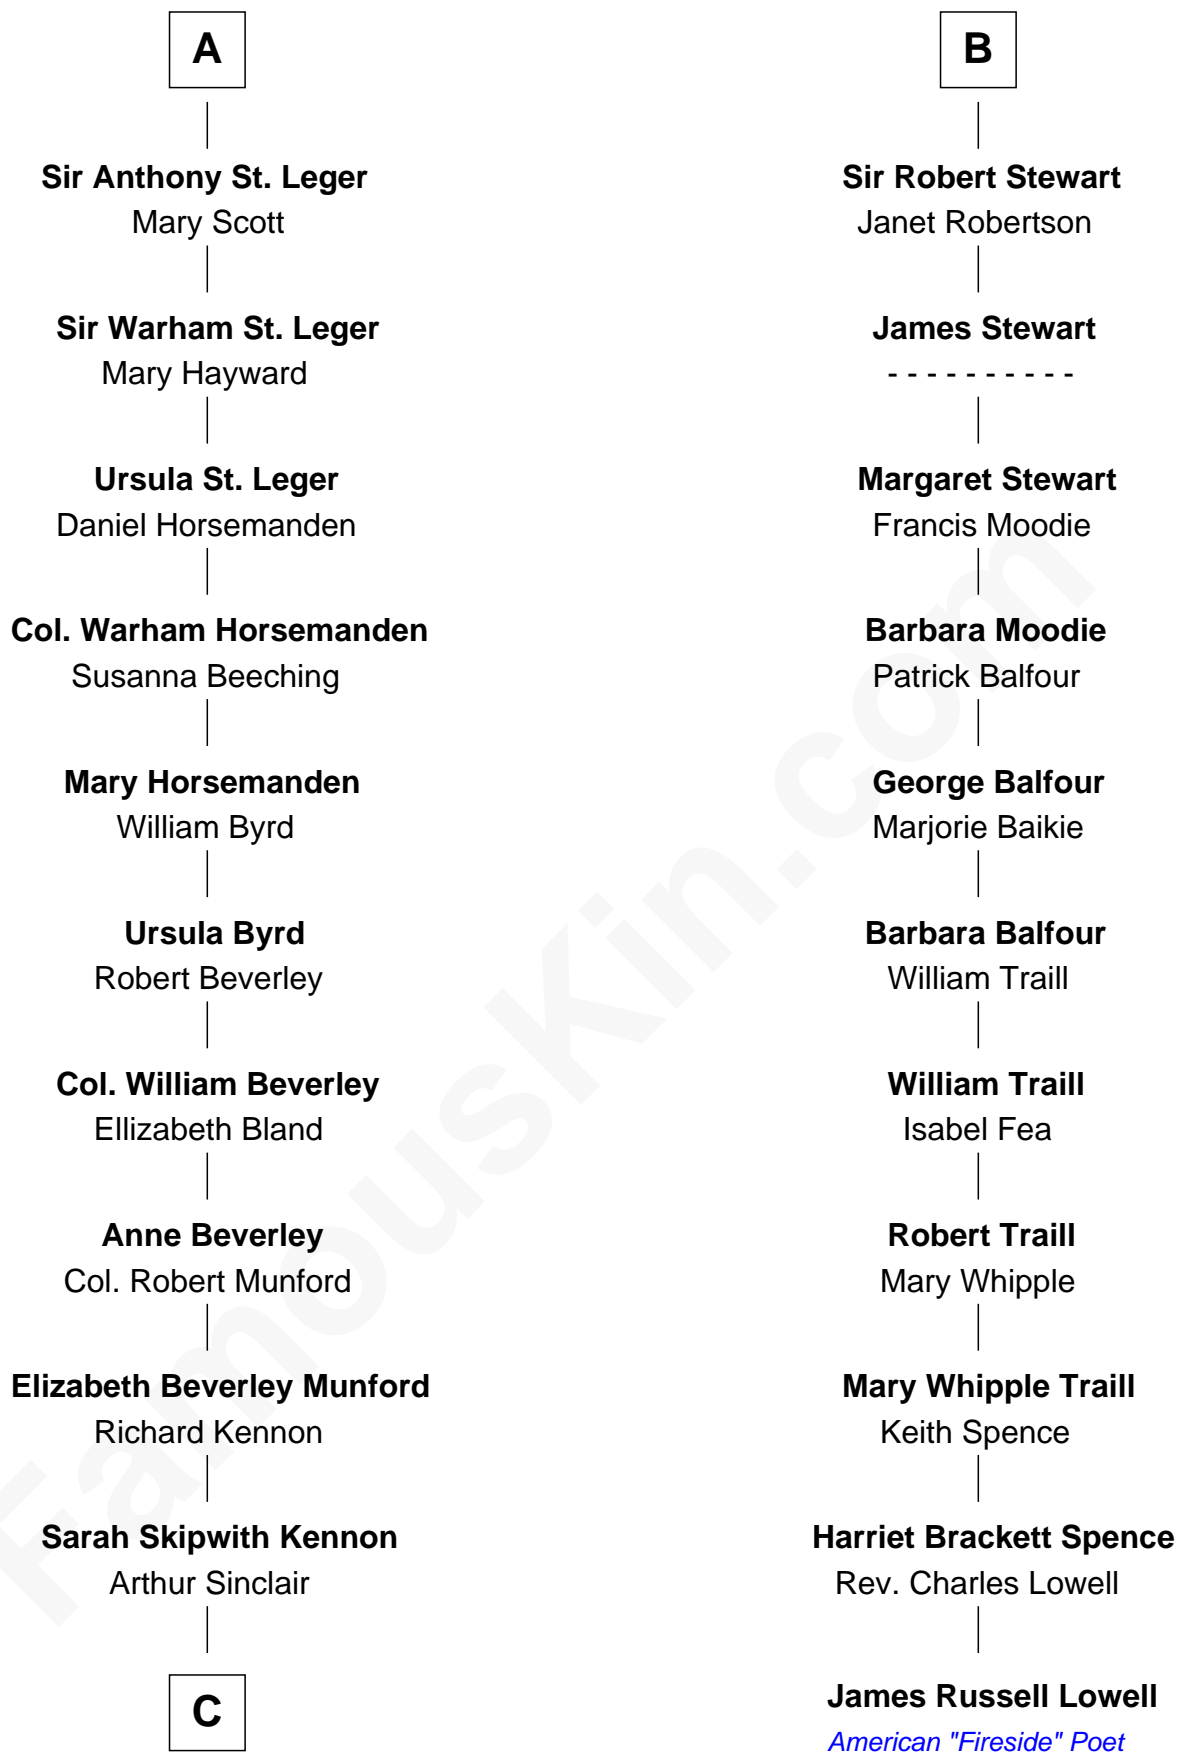 A
Sir Anthony St. Leger
Mary Scott
Sir Warham St. Leger
Mary Hayward
Ursula St. Leger
Daniel Horsemanden
Col. Warham Horsemanden
Susanna Beeching
Mary Horsemanden
William Byrd
Ursula Byrd
Robert Beverley
Col. William Beverley
Ellizabeth Bland
Anne Beverley
Col. Robert Munford
Elizabeth Beverley Munford
Richard Kennon
Sarah Skipwith Kennon
Arthur Sinclair
C
B
Sir Robert Stewart
Janet Robertson
James Stewart
- - - - - - - - - -
Margaret Stewart
Francis Moodie
Barbara Moodie
Patrick Balfour
George Balfour
Marjorie Baikie
Barbara Balfour
William Traill
William Traill
Isabel Fea
Robert Traill
Mary Whipple
Mary Whipple Traill
Keith Spence
Harriet Brackett Spence
Rev. Charles Lowell
James Russell Lowell
American "Fireside" Poet
FamousKin.com